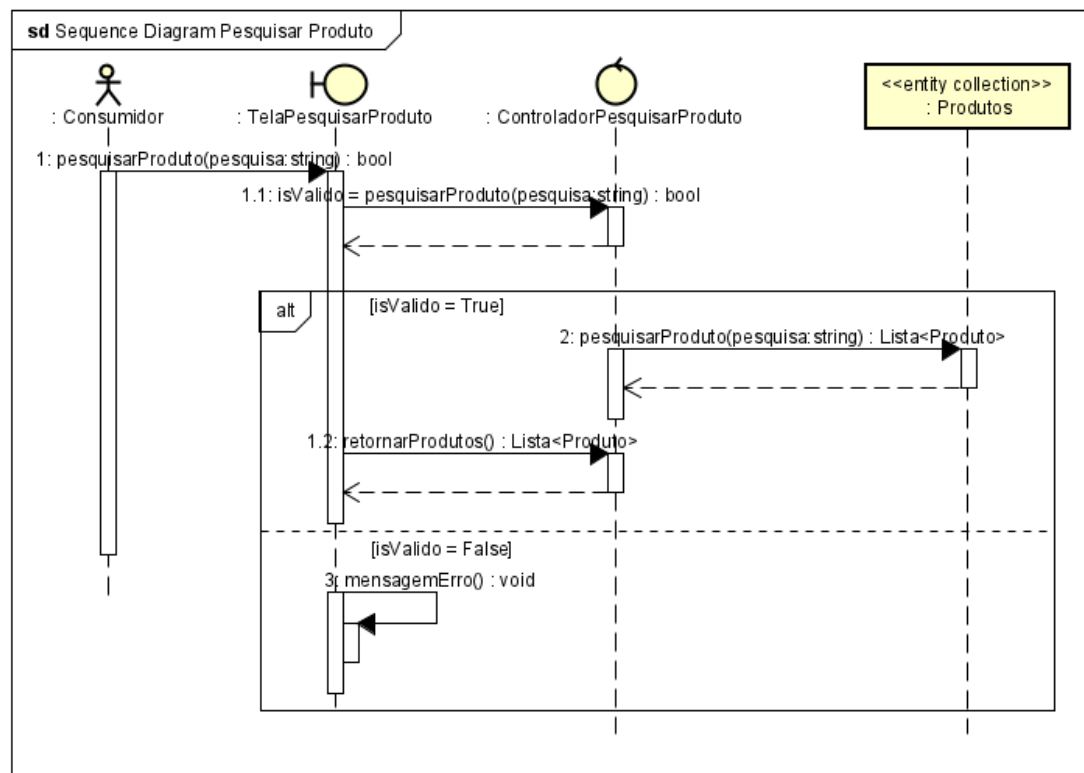 sd Sequence Diagram Pesquisar Produto
<<entity collection>>
: Consumidor
: TelaPesquisarProduto
: ControladorPesquisarProduto
: Produtos
1: pesquisarProduto(pesquisa:string) : bool
1.1: isValido = pesquisarProduto(pesquisa:string) : bool
alt
[isValido = True]
2: pesquisarProduto(pesquisa:string) : Lista<Produto>
1.2: retornarProdutos() : Lista<Produto>
[isValido = False]
3: mensagemErro() : void